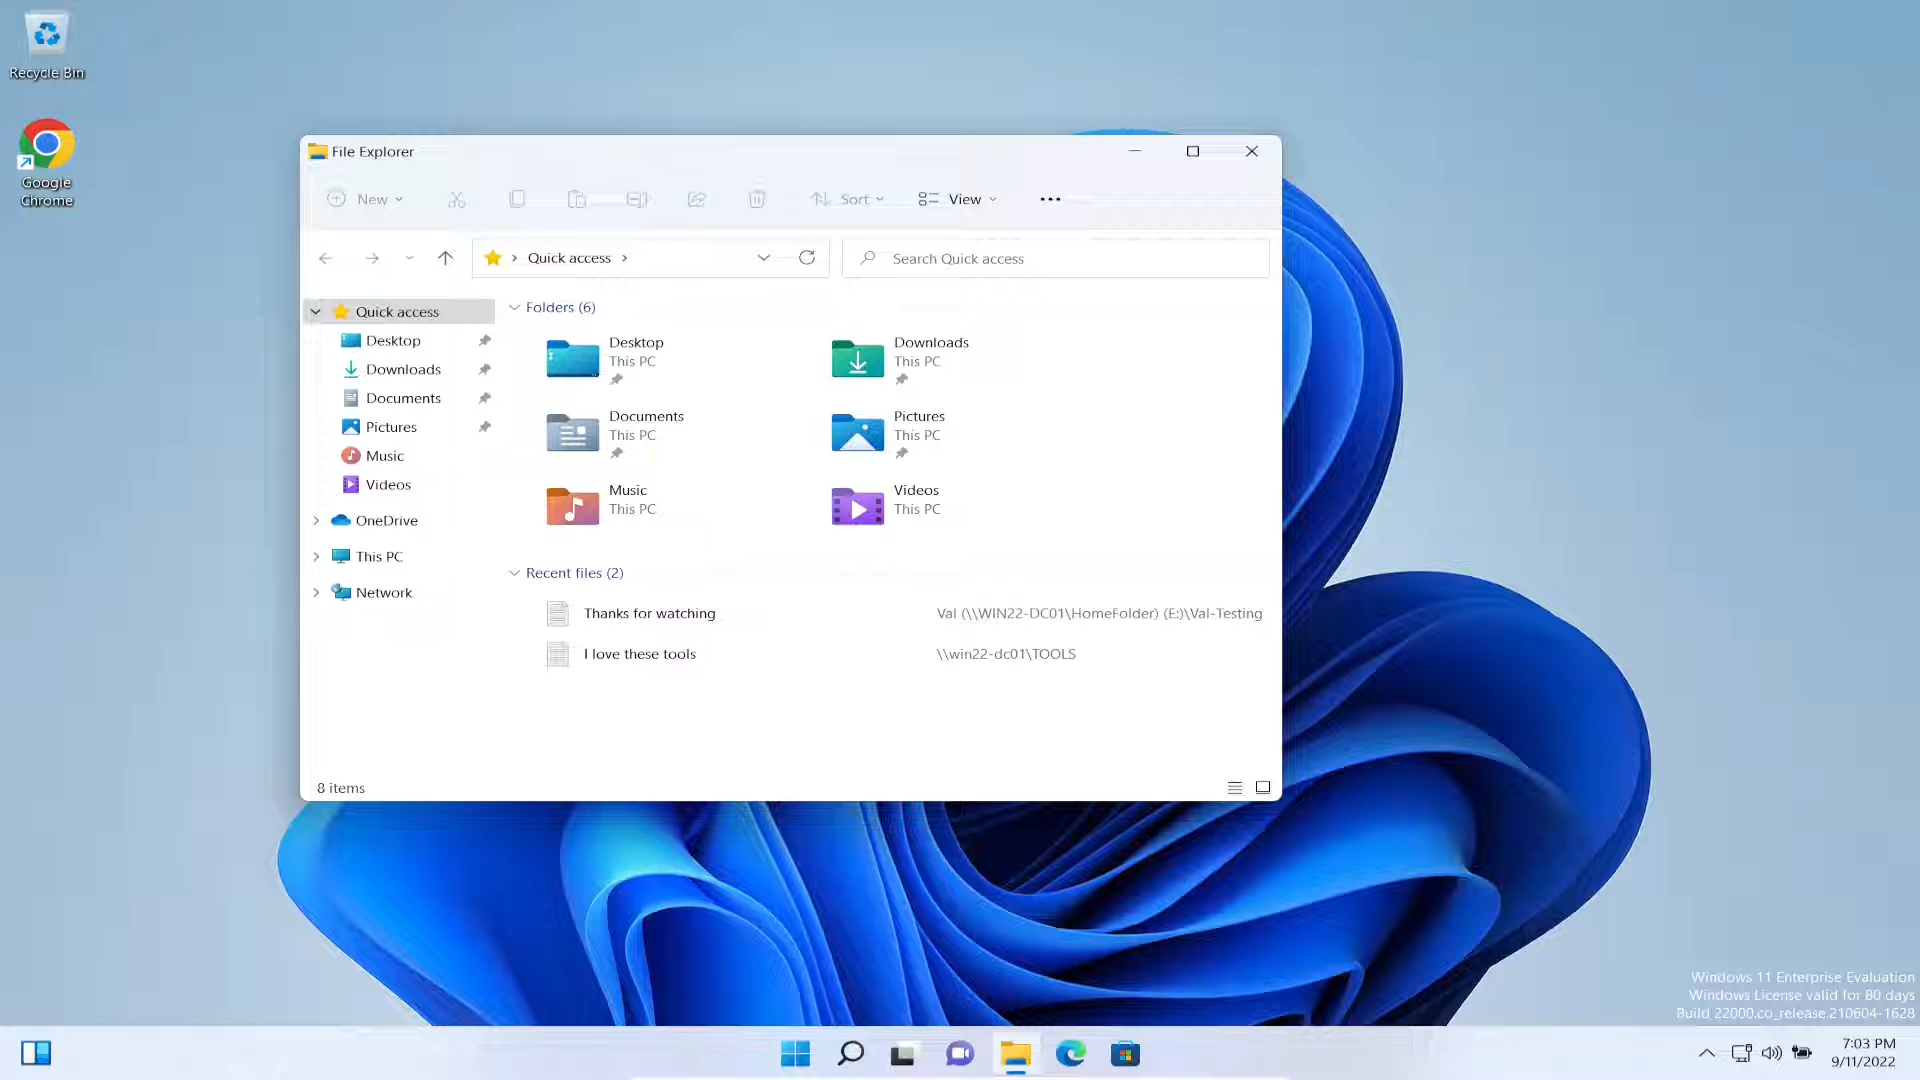 Recycle Bin
Google
Chrome
File Explorer
New
Sort
View
Quick access
Search Quick access
Quick access
Desktop
Downloads
Documents
Pictures
Music
Videos
OneDrive
This PC
Network
Folders (6)
Desktop
This PC
Downloads
This PC
Documents
This PC
Pictures
This PC
Music
This PC
Videos
This PC
Recent files (2)
Thanks for watching
Val (\\WIN22-DC01\HomeFolder) (E:)\Val-Testing
I love these tools
\\win22-dc01\TOOLS
8 items
Windows 11 Enterprise Evaluation
Windows License valid for 80 days
Build 22000.co_release.210604-1628
7:03 PM
9/11/2022